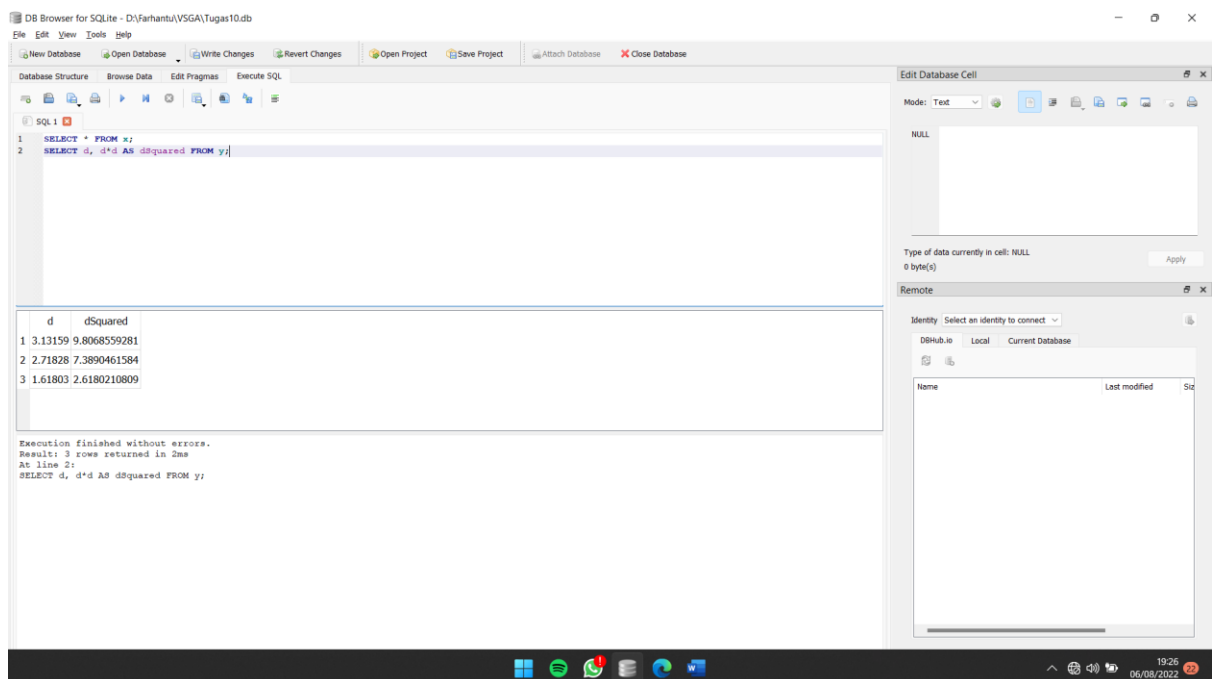 DB Browser for SQLite - D:\Farhantu\VSGA\Tugas10.db
File Edit View Tools Help
New Database Open Database Write Changes Revert Changes Open Project Save Project Attach Database Close Database
Database Structure Browse Data Edit Pragmas Execute SQL
SQL 1
1 SELECT * FROM x;
2 SELECT d, d*d AS dSquared FROM y;
d dSquared
1 3.13159 9.8068559281
2 2.71828 7.3890461584
3 1.61803 2.6180210809
Execution finished without errors.
Result: 3 rows returned in 2ms
At line 2:
SELECT d, d*d AS dSquared FROM y;
Edit Database Cell
Mode: Text
NULL
Type of data currently in cell: NULL
0 byte(s)
Apply
Remote
Identity Select an identity to connect
DBHub.io Local Current Database
Name Last modified Siz
19:26
06/08/2022
22